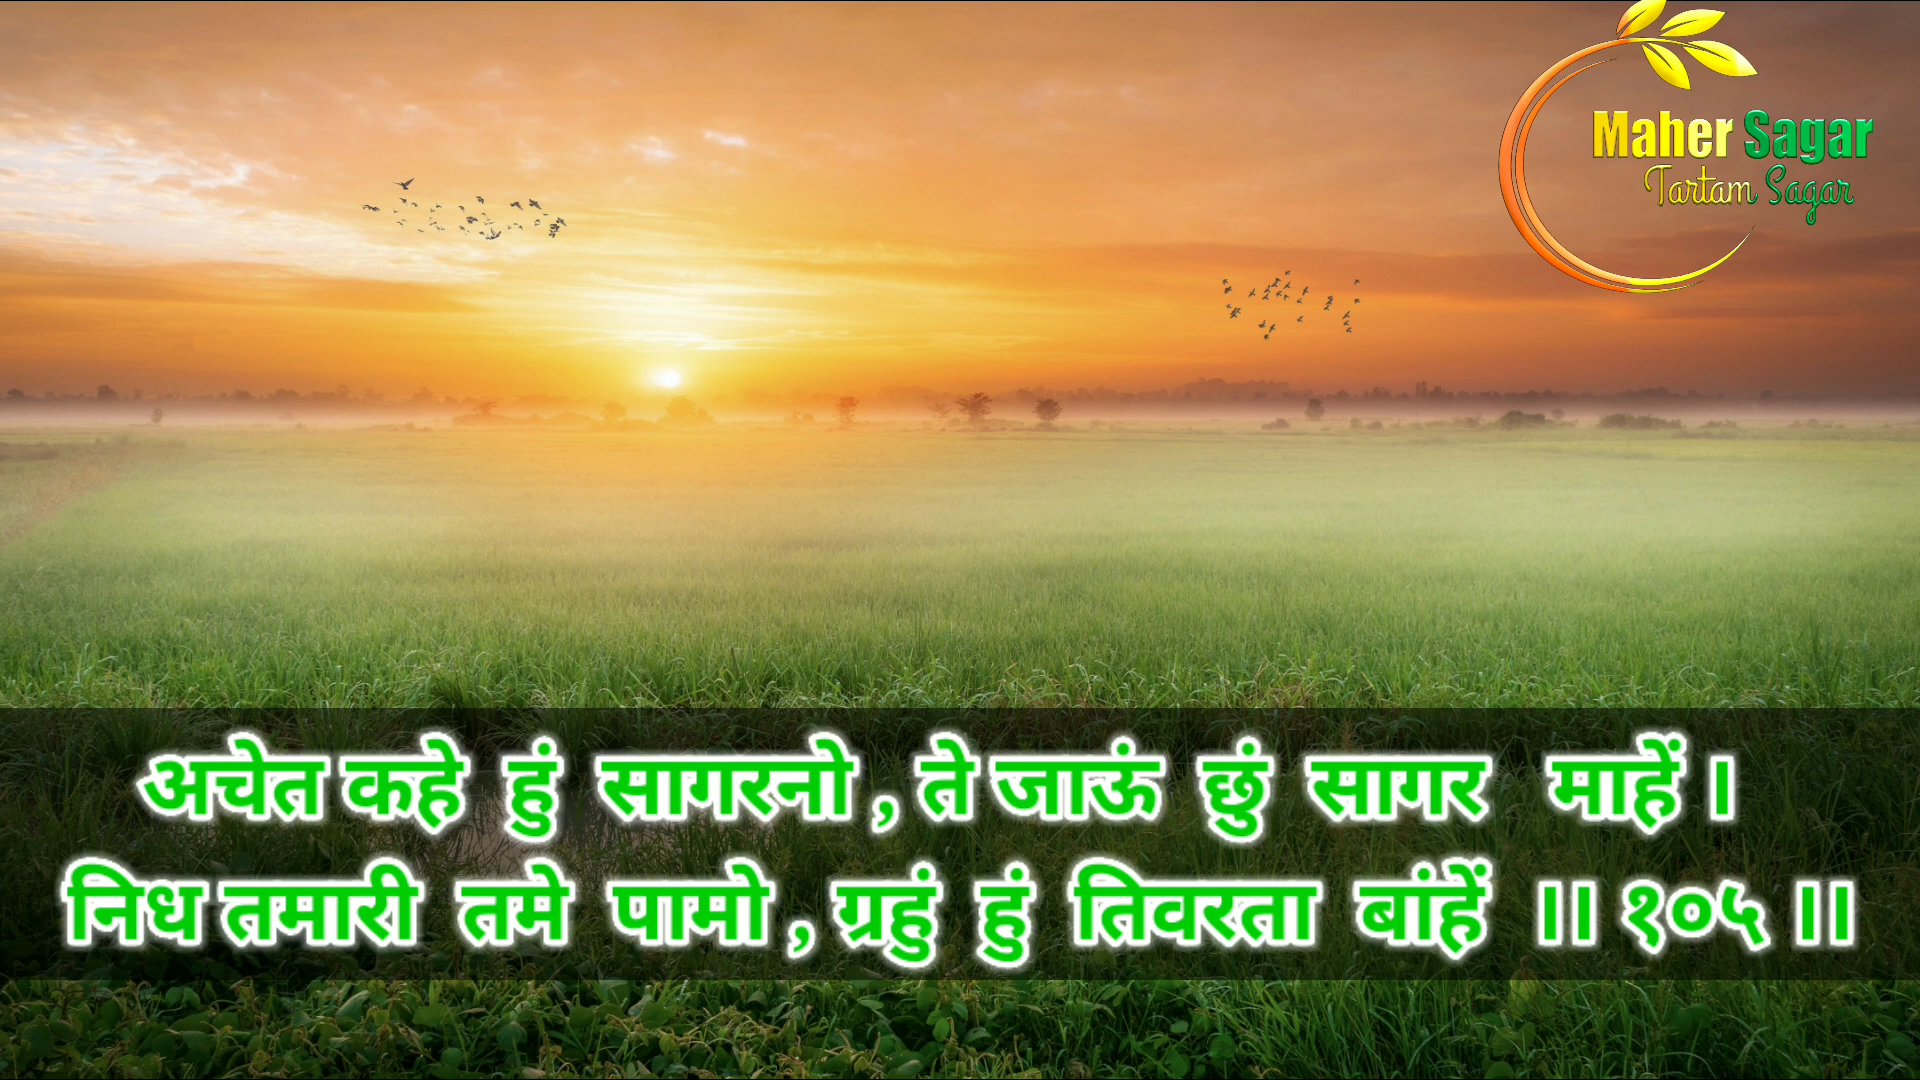 Maher Sagar
Tartam Sagar
अचेत कहे हुं सागरनो , ते जाऊं छुं सागर माहें ।
निध तमारी तमे पामो , ग्रहुं हुं तिवरता बांहें ।। १०५ ।।